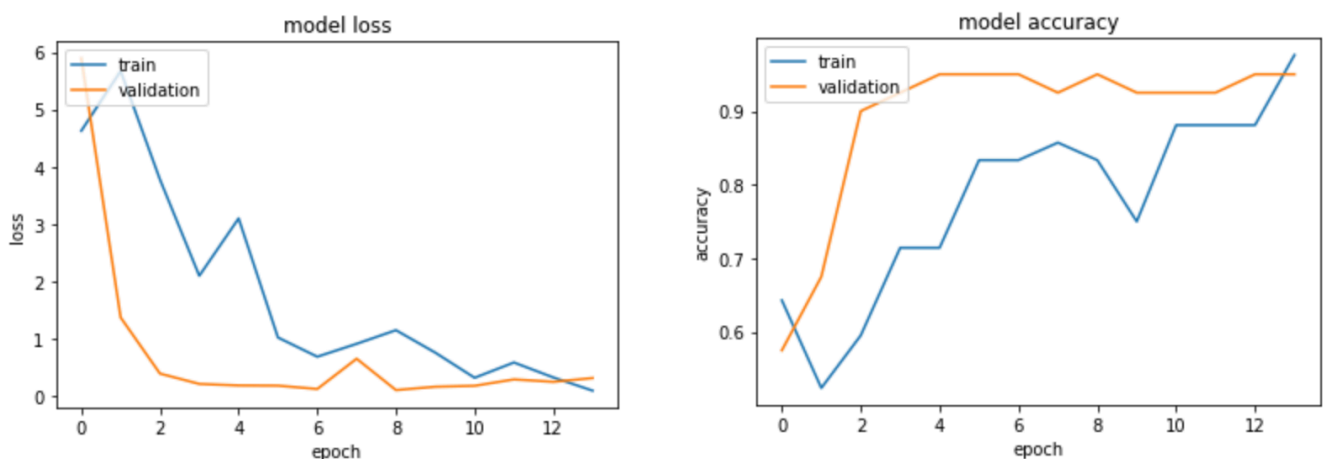 model loss
train
validation
6
5
4
3
2
1
0
loss
0 2 4 6 8 10 12
epoch
model accuracy
train
validation
0.9
0.8
0.7
0.6
accuracy
0 2 4 6 8 10 12
epoch